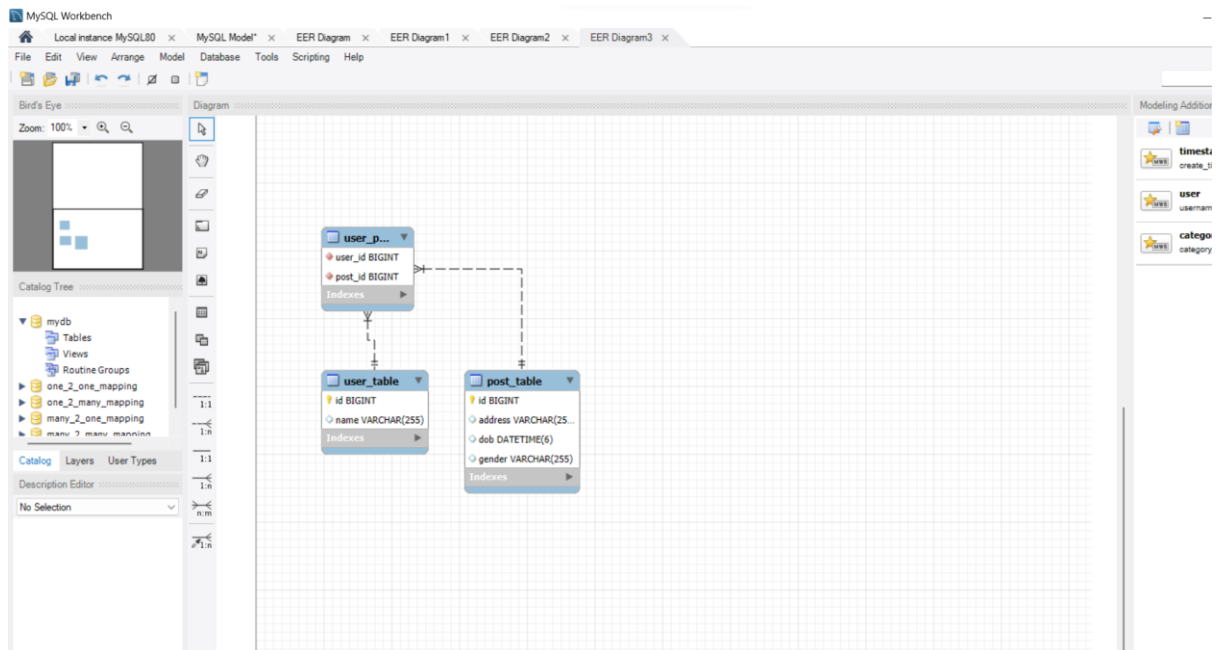 MySQL Workbench
Local instance MySQL80 MySQL Model* EER Diagram EER Diagram1 EER Diagram2 EER Diagram3
File Edit View Arrange Model Database Tools Scripting Help
Bird's Eye
Diagram
Modeling Addition
Zoom: 100%
timesta
create_ti
user
usernam
catego
category
user_p...
user_id BIGINT
post_id BIGINT
Indexes
Catalog Tree
mydb
Tables
Views
Routine Groups
one_2_one_mapping
one_2_many_mapping
many_2_one_mapping
many_2_many_mapping
user_table
id BIGINT
name VARCHAR(255)
Indexes
post_table
id BIGINT
address VARCHAR(25...
dob DATETIME(6)
gender VARCHAR(255)
Indexes
1:1
1:n
1:1
1:n
n:m
1:n
Catalog Layers User Types
Description Editor
No Selection